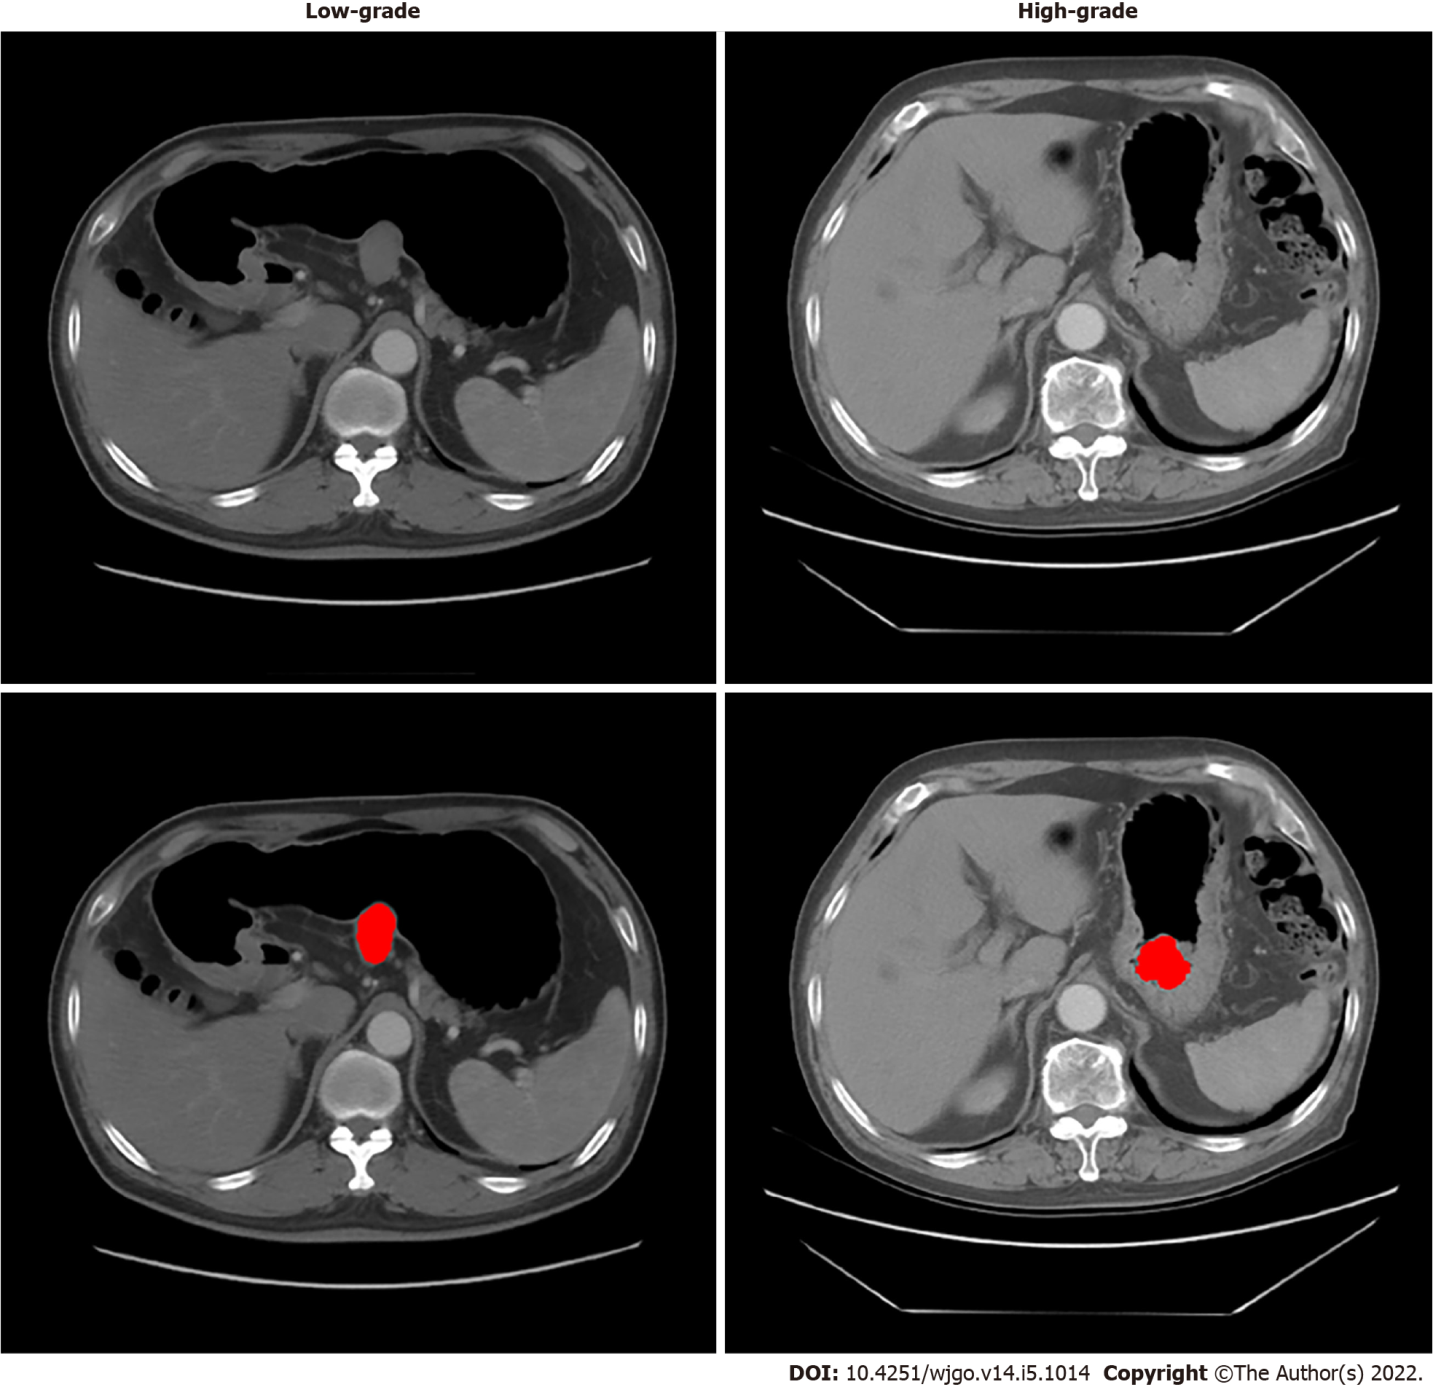 Low-grade
High-grade
DOI: 10.4251/wjgo.v14.i5.1014 Copyright ©The Author(s) 2022.